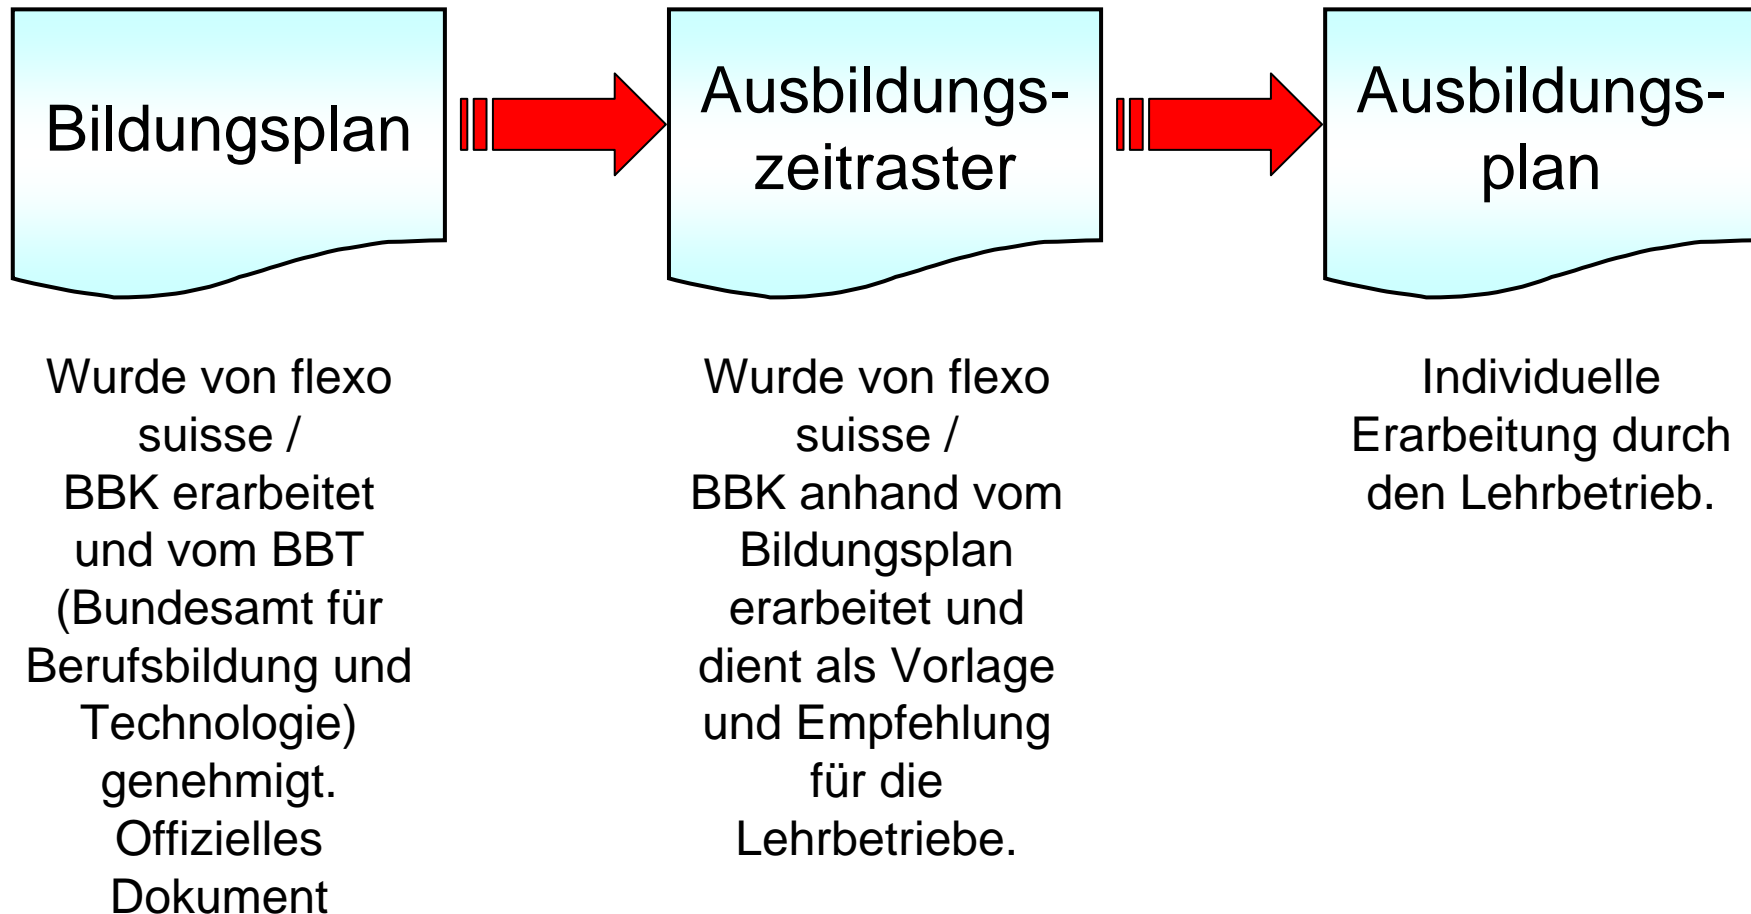 Bildungsplan
Wurde von flexo
suisse /
BBK erarbeitet
und vom BBT
(Bundesamt für
Berufsbildung und
Technologie)
genehmigt.
Offizielles
Dokument
Ausbildungs-
zeitraster
Wurde von flexo
suisse /
BBK anhand vom
Bildungsplan
erarbeitet und
dient als Vorlage
und Empfehlung
für die
Lehrbetriebe.
Ausbildungs-
plan
Individuelle
Erarbeitung durch
den Lehrbetrieb.